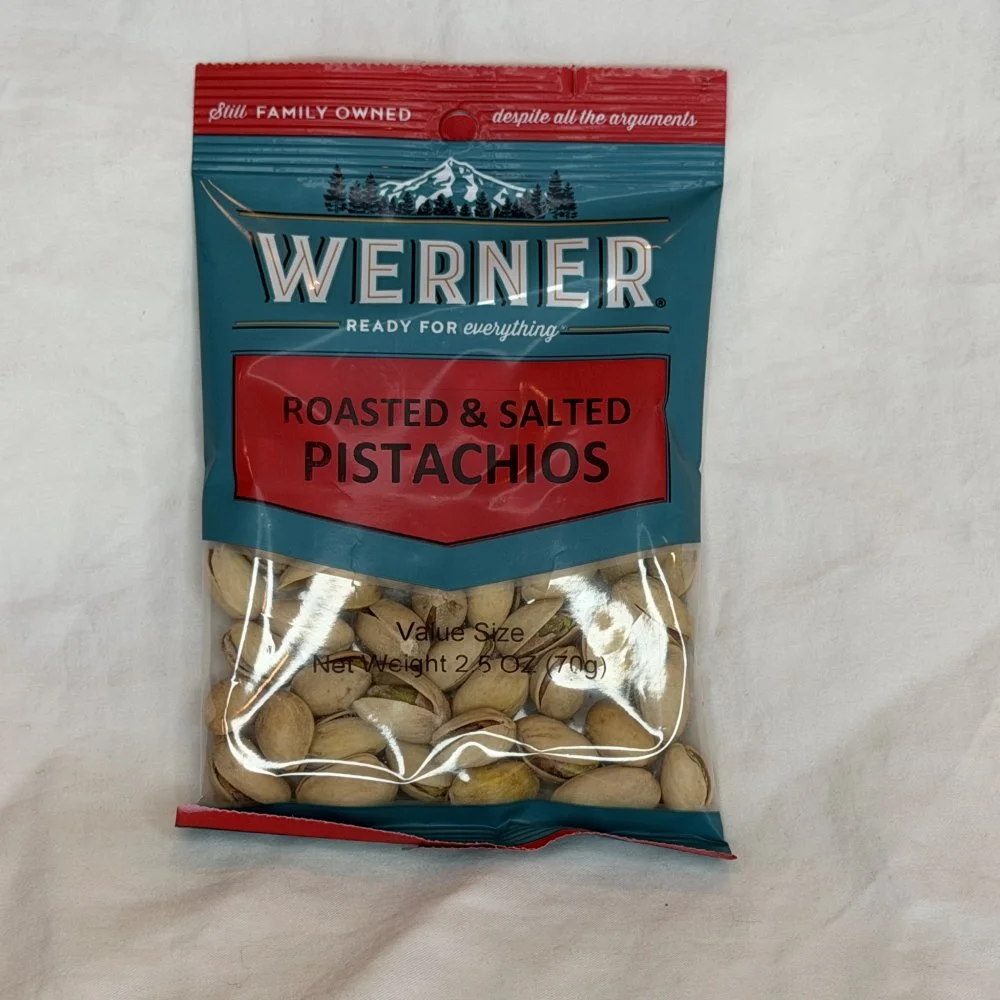 Still FAMILY OWNED despite all the arguments
WERNER®
READY FOR everything
ROASTED & SALTED
PISTACHIOS
Value Size
Net Weight 2.5 OZ (70g)